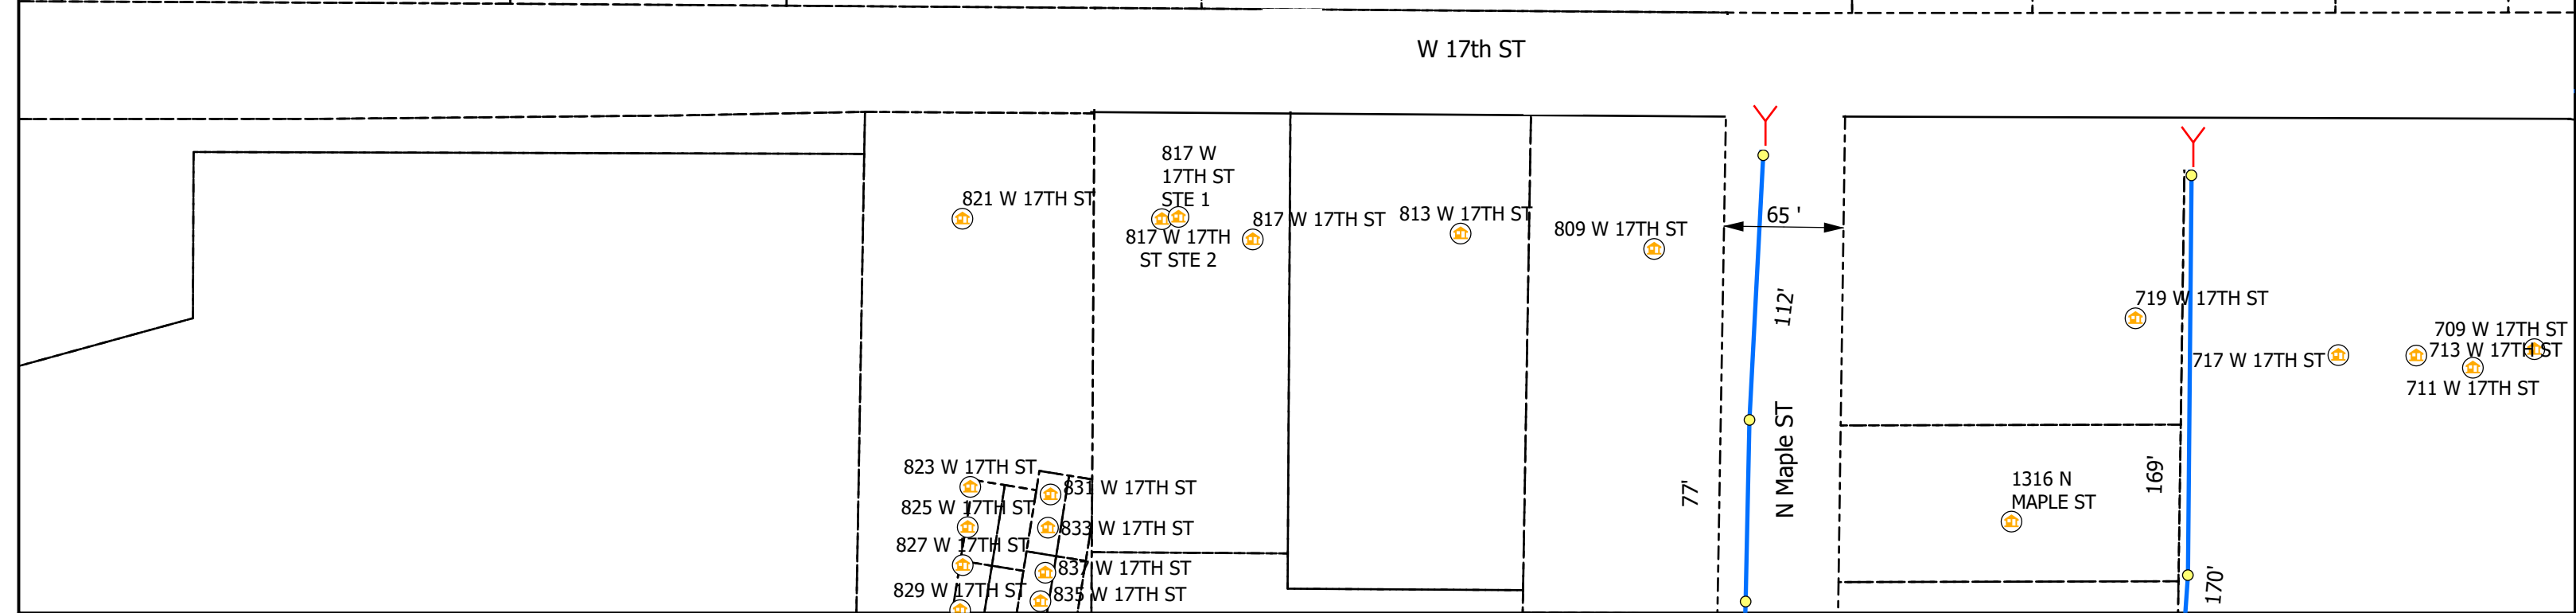 W 17th ST
817 W
17TH ST
STE 1
821 W 17TH ST
817 W 17TH ST
813 W 17TH ST
65 '
809 W 17TH ST
817 W 17TH
ST STE 2
112'
719 W 17TH ST
709 W 17TH ST
713 W 17TH ST
717 W 17TH ST
711 W 17TH ST
N Maple ST
823 W 17TH ST
831 W 17TH ST
77'
169'
1316 N
MAPLE ST
825 W 17TH ST
833 W 17TH ST
827 W 17TH ST
837 W 17TH ST
829 W 17TH ST
835 W 17TH ST
170'